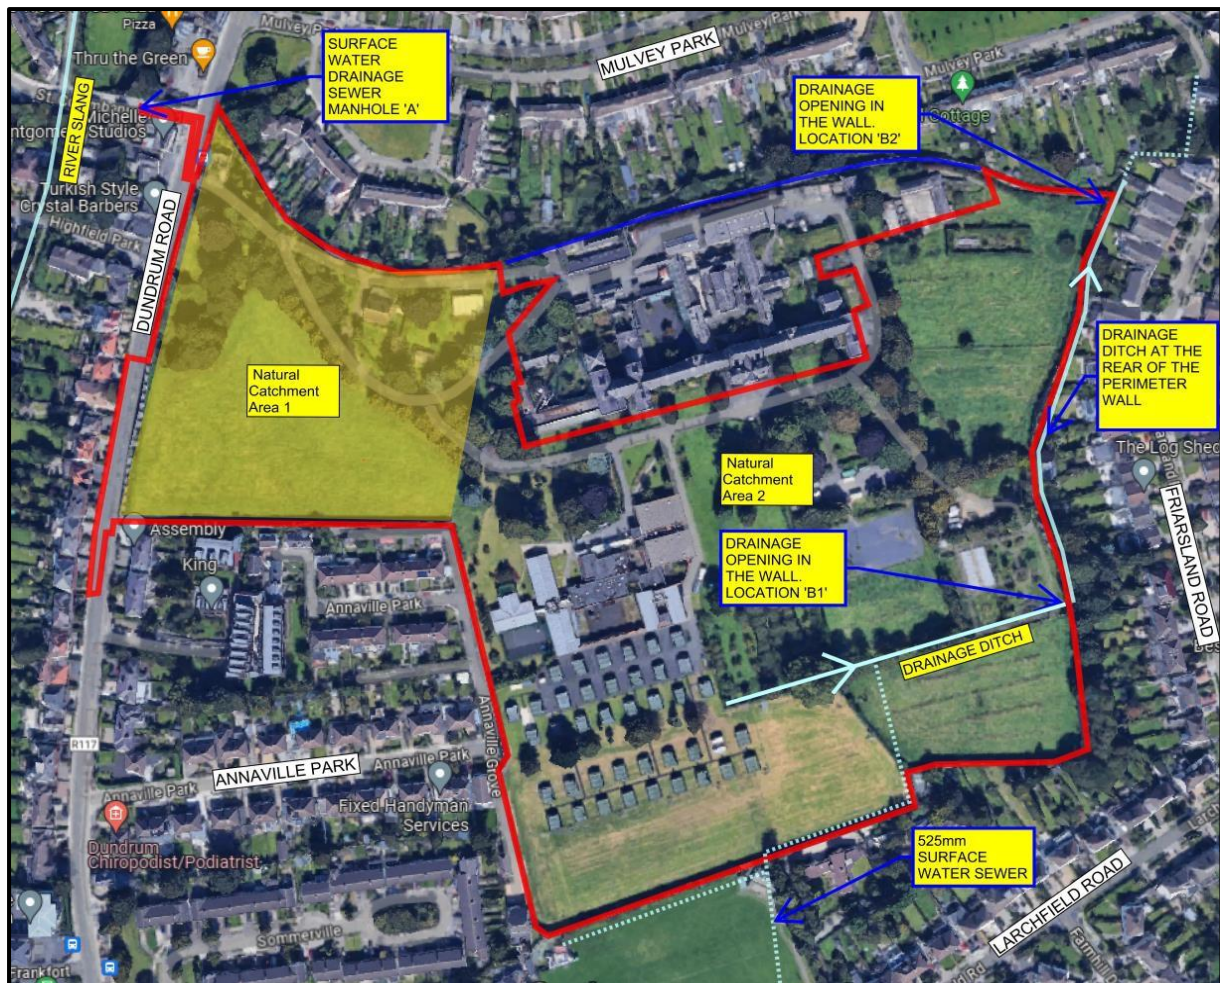 Pizza
Mulvey Park
Mulvey Park
MULVEY PARK
Thru the Green
SURFACE
WATER
DRAINAGE
SEWER
MANHOLE 'A'
Mulvey Park
DRAINAGE
OPENING IN
THE WALL.
LOCATION 'B2'
Cottage
Michelle
Studios
RIVER SLANG
Turkish Style
Crystal Barbers
Highfield Park
DUNDRUM ROAD
Natural
Catchment
Area 1
DRAINAGE
DITCH AT THE
REAR OF THE
PERIMETER
WALL
The Log Shed
Natural
Catchment
Area 2
FRIARSLAND ROAD
Assembly
King
Annaville Park
DRAINAGE
OPENING IN
THE WALL.
LOCATION 'B1'
DRAINAGE DITCH
Annaville Grove
R117
ANNAVILLE PARK
Annaville Park
Annaville Park
Fixed Handyman
Services
Dundrum
Chiropodist/Podiatrist
525mm
SURFACE
WATER SEWER
LARCHFIELD ROAD
Sommerville
Frankfort